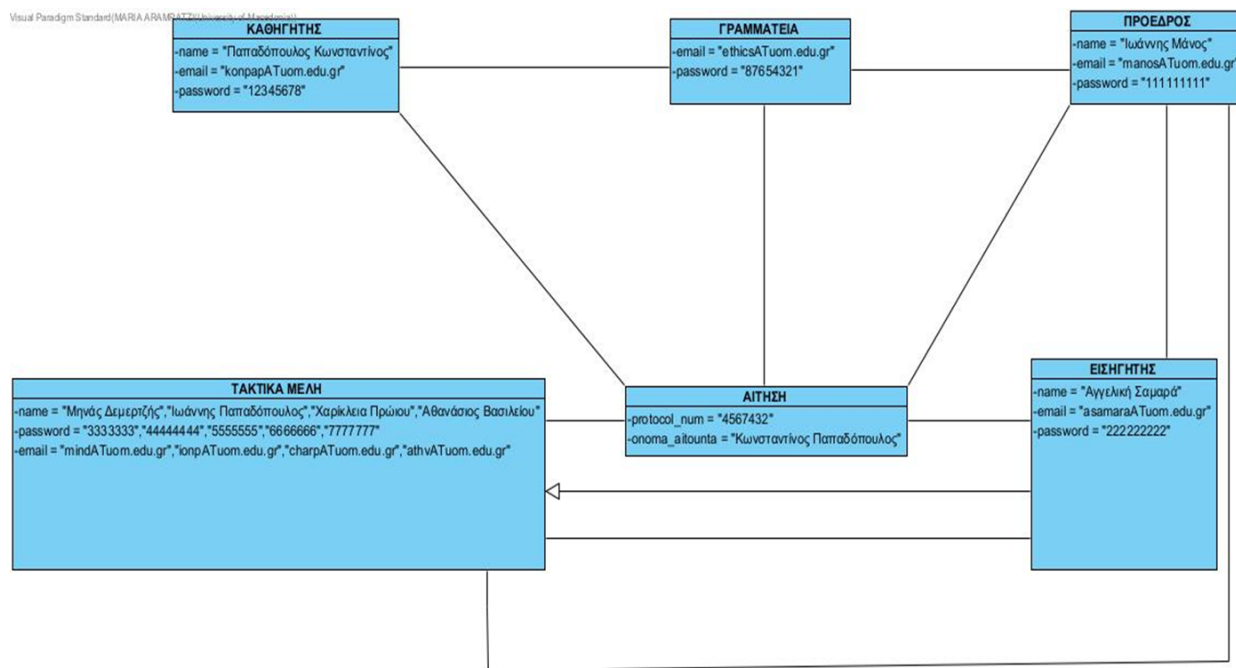 Visual Paradigm Standard(MARIA ARAMPATZI(University of Macedonia))
ΚΑΘΗΓΗΤΗΣ
-name = "Παπαδόπουλος Κωνσταντίνος"
-email = "konpapATuom.edu.gr"
-password = "12345678"
ΓΡΑΜΜΑΤΕΙΑ
-email = "ethicsATuom.edu.gr"
-password = "87654321"
ΠΡΟΕΔΡΟΣ
-name = "Ιωάννης Μάνος"
-email = "manosATuom.edu.gr"
-password = "111111111"
ΤΑΚΤΙΚΑ ΜΕΛΗ
-name = "Μηνάς Δεμερτζής","Ιωάννης Παπαδόπουλος","Χαρίκλεια Πρώιου","Αθανάσιος Βασιλείου"
-password = "3333333","44444444","5555555","6666666","7777777"
-email = "mindATuom.edu.gr","ionpATuom.edu.gr","charpATuom.edu.gr","athvATuom.edu.gr"
ΑΙΤΗΣΗ
-protocol_num = "4567432"
-onoma_aitounta = "Κωνσταντίνος Παπαδόπουλος"
ΕΙΣΗΓΗΤΗΣ
-name = "Αγγελική Σαμαρά"
-email = "asamaraATuom.edu.gr"
-password = "222222222"